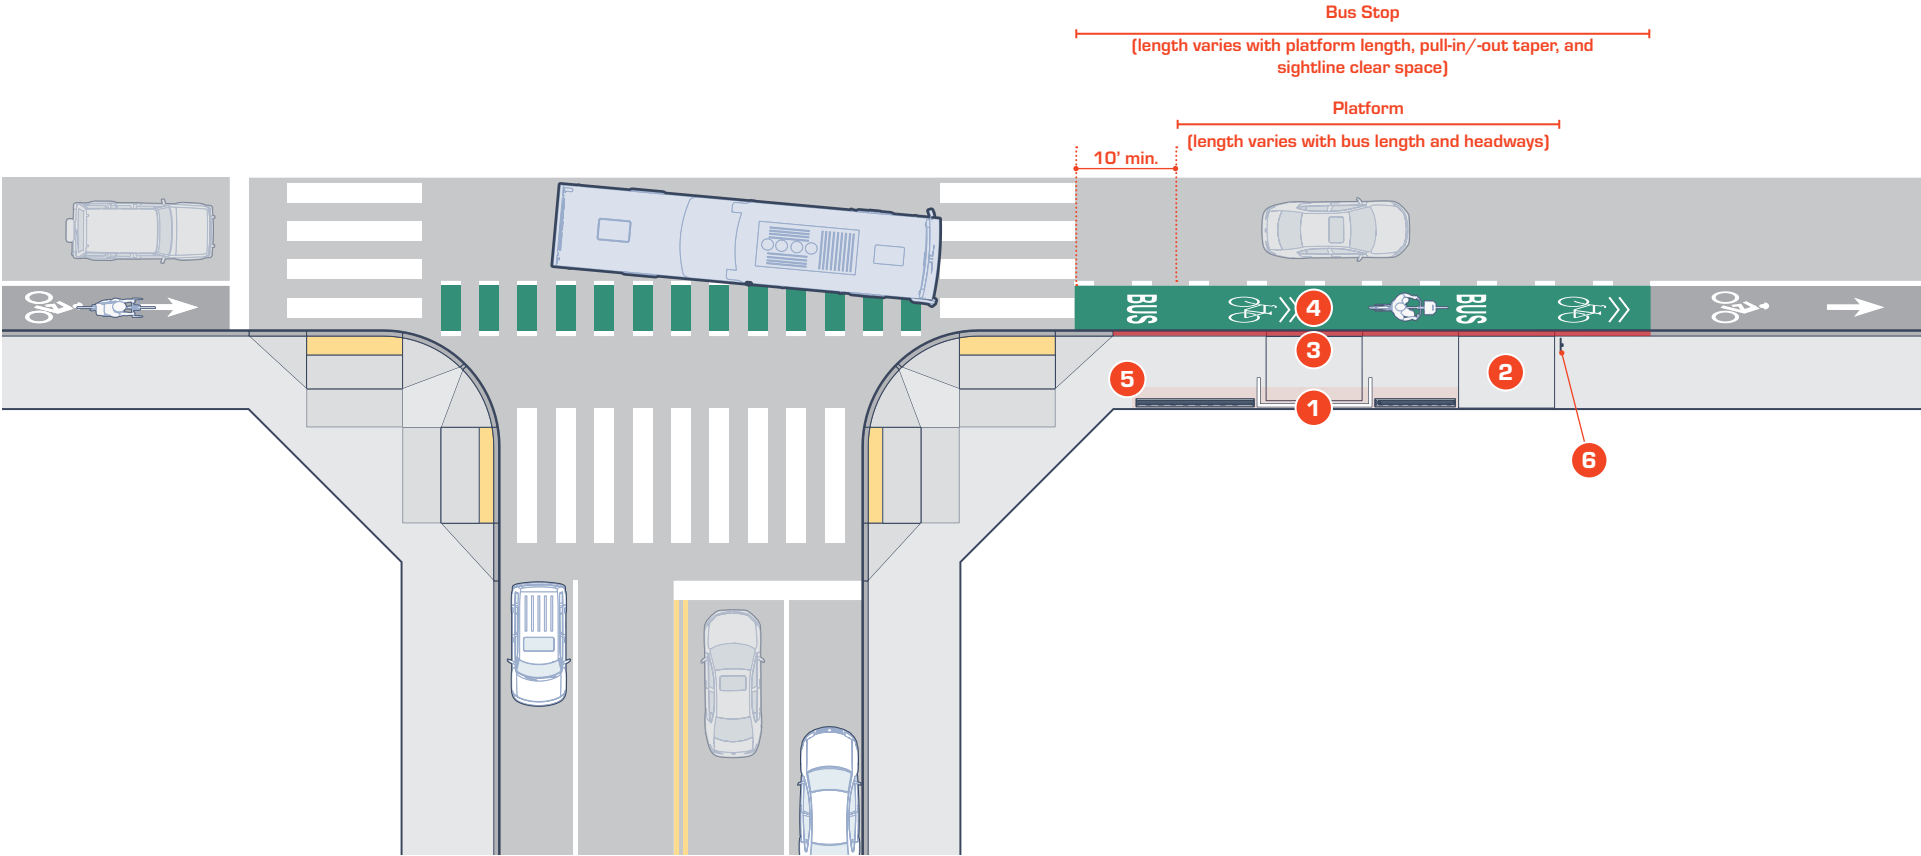 Bus Stop
(length varies with platform length, pull-in/-out taper, and
sightline clear space)
Platform
(length varies with bus length and headways)
10' min.
BUS
4
BUS
3
5
2
1
6